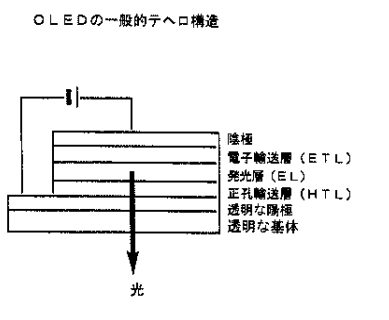 OLEDの一般的テヘロ構造
陰極
電子輸送層(ETL)
発光層(EL)
正孔輸送層(HTL)
透明な陽極
透明な基体
光